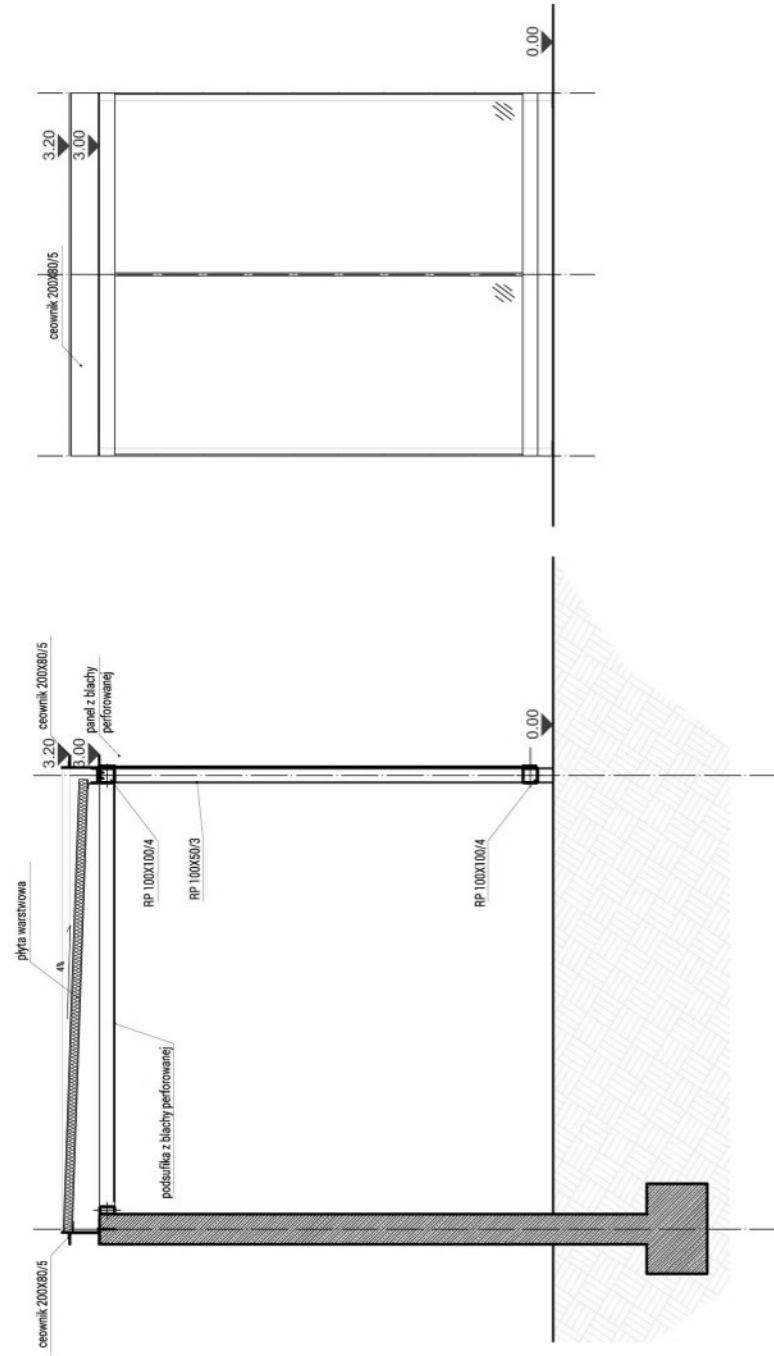 ceownik 200X80/5
płyta warstwowa
4%
3.20
3.00
ceownik 200X80/5
panel z blachy
perforowanej
RP 100X100/4
RP 100X50/3
podsufika z blachy perforowanej
RP 100X100/4
0.00
ceownik 200X80/5
3.20
3.00
0.00